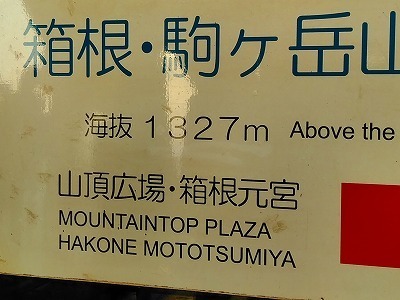 箱根・駒ヶ岳山
海抜 1327m Above the
山頂広場・箱根元宮
MOUNTAINTOP PLAZA
HAKONE MOTOTSUMIYA